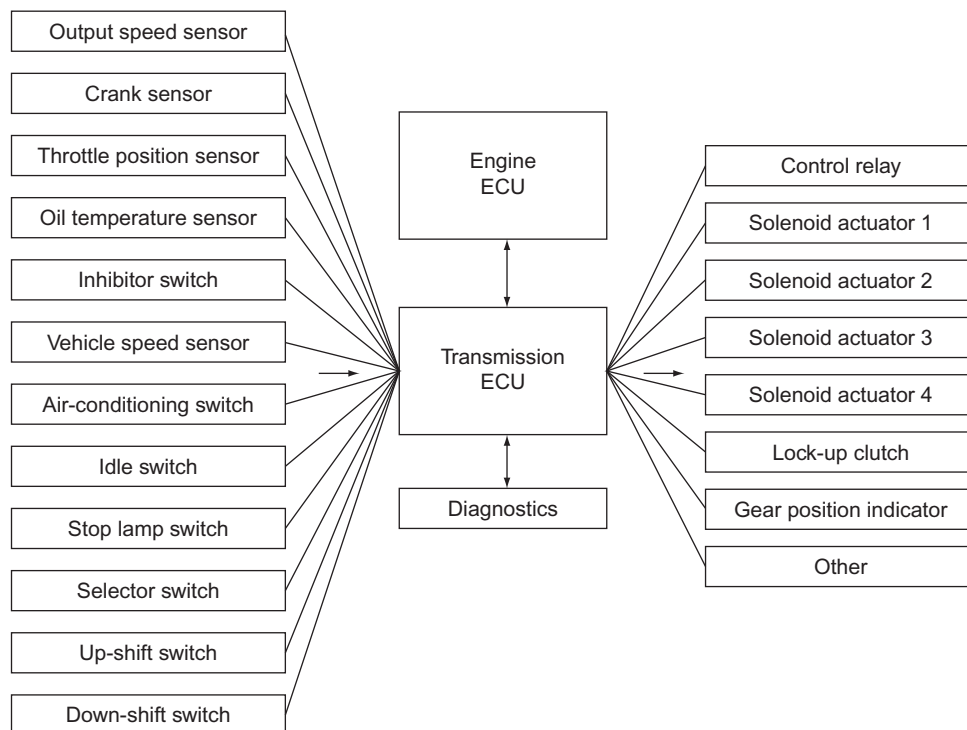 Output speed sensor
Crank sensor
Throttle position sensor
Oil temperature sensor
Inhibitor switch
Vehicle speed sensor
Air-conditioning switch
Idle switch
Stop lamp switch
Selector switch
Up-shift switch
Down-shift switch
Engine
ECU
Transmission
ECU
Diagnostics
Control relay
Solenoid actuator 1
Solenoid actuator 2
Solenoid actuator 3
Solenoid actuator 4
Lock-up clutch
Gear position indicator
Other